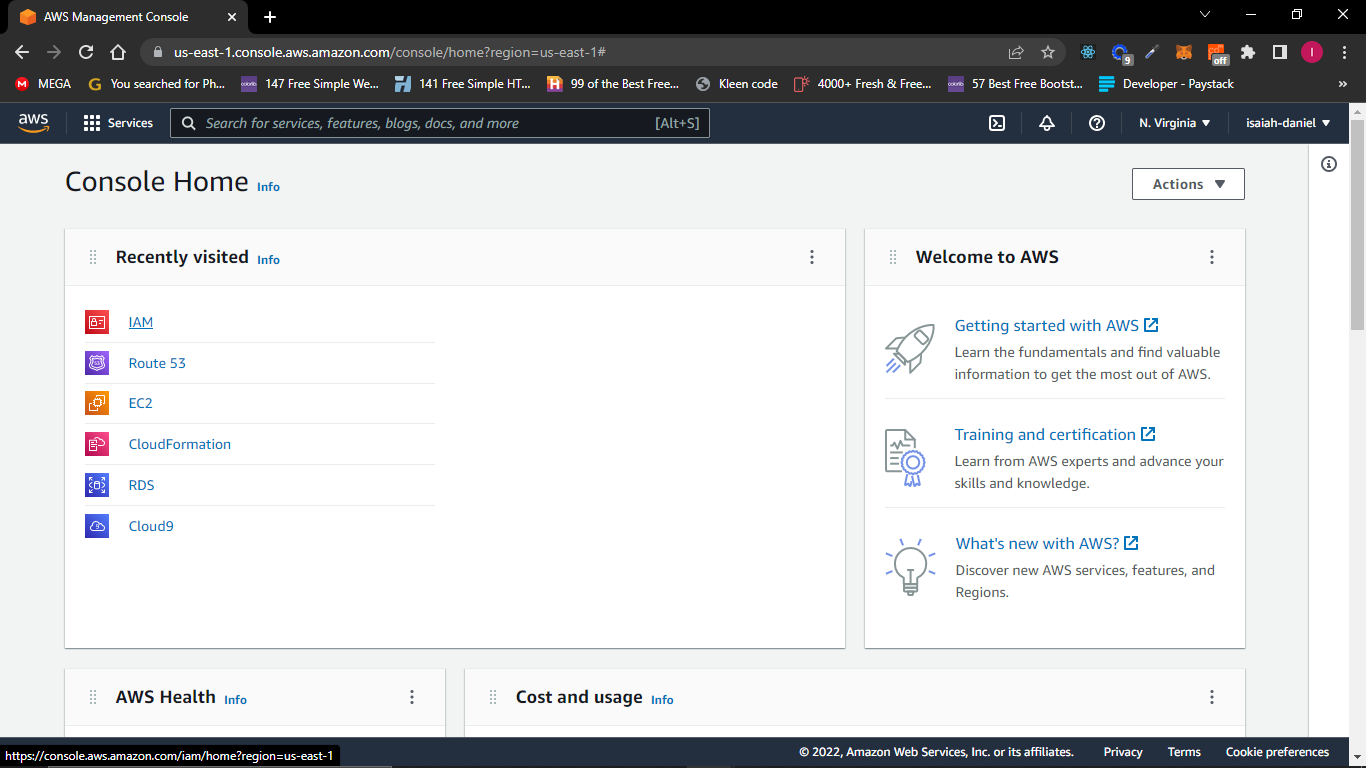 AWS Management Console
us-east-1.console.aws.amazon.com/console/home?region=us-east-1#
9
off
I
MEGA
You searched for Ph...
147 Free Simple We...
141 Free Simple HT...
99 of the Best Free...
Kleen code
4000+ Fresh & Free...
57 Best Free Bootst...
Developer - Paystack
aws
Services
Search for services, features, blogs, docs, and more
[Alt+S]
N. Virginia
isaiah-daniel
Console Home Info
Actions
Recently visited Info
IAM
Route 53
EC2
CloudFormation
RDS
Cloud9
Welcome to AWS
Getting started with AWS
Learn the fundamentals and find valuable
information to get the most out of AWS.
Training and certification
Learn from AWS experts and advance your
skills and knowledge.
What's new with AWS?
Discover new AWS services, features, and
Regions.
AWS Health Info
Cost and usage Info
https://console.aws.amazon.com/iam/home?region=us-east-1
© 2022, Amazon Web Services, Inc. or its affiliates.
Privacy
Terms
Cookie preferences